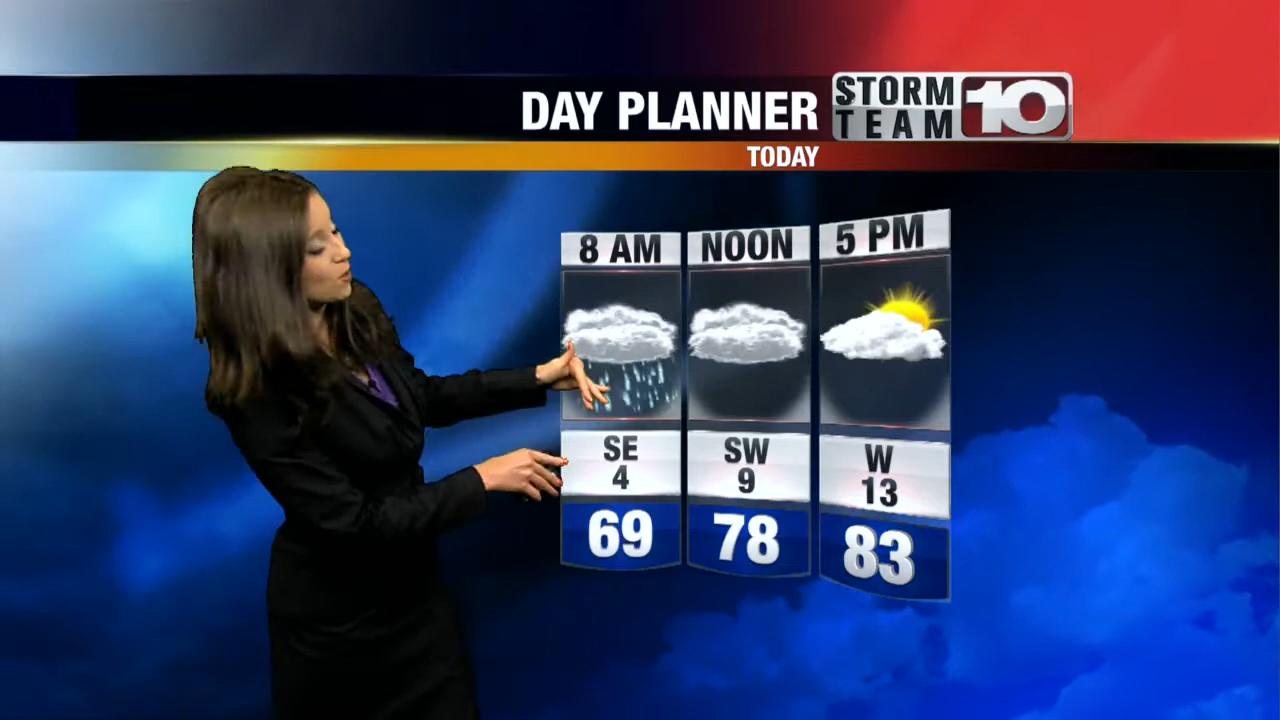 DAY PLANNER
STORM
TEAM
10
TODAY
8 AM
NOON
5 PM
SE
4
SW
9
W
13
69
78
83